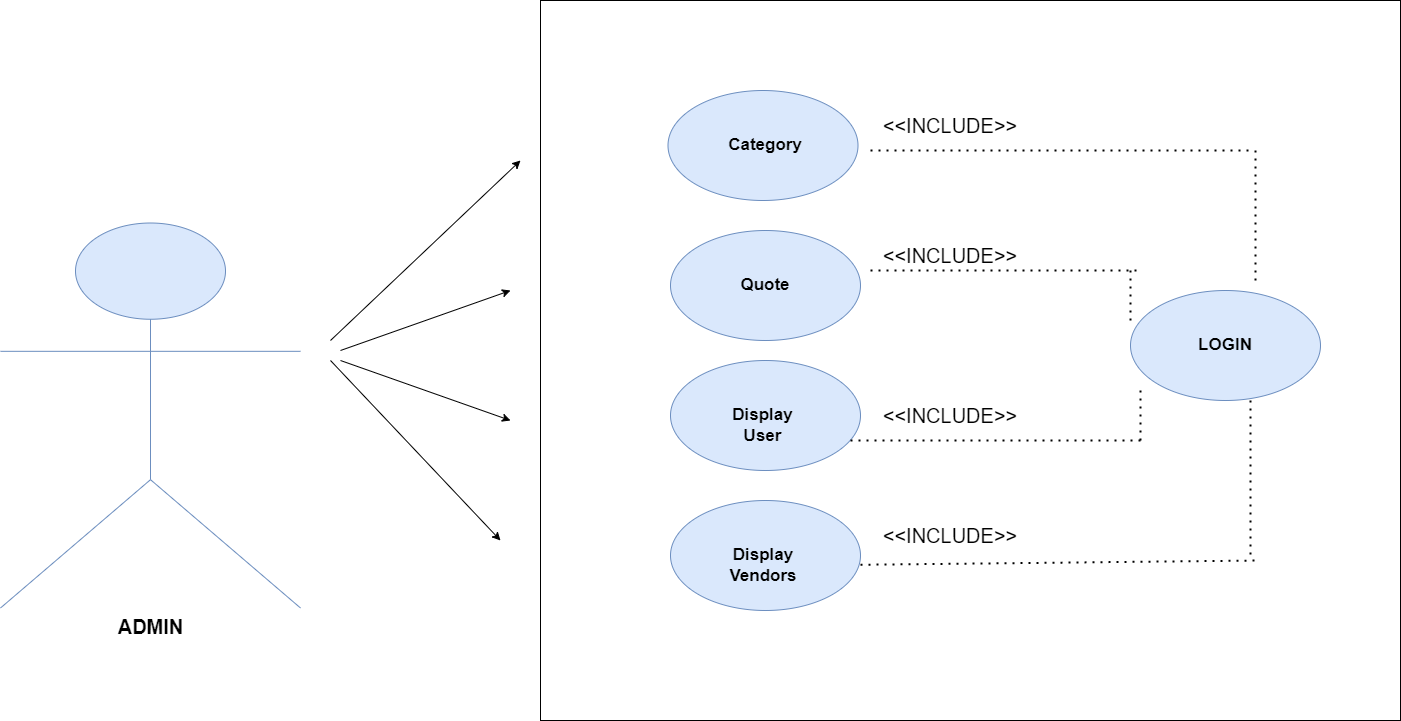 <<INCLUDE>>
Category
<<INCLUDE>>
Quote
LOGIN
<<INCLUDE>>
Display
User
<<INCLUDE>>
Display
Vendors
ADMIN